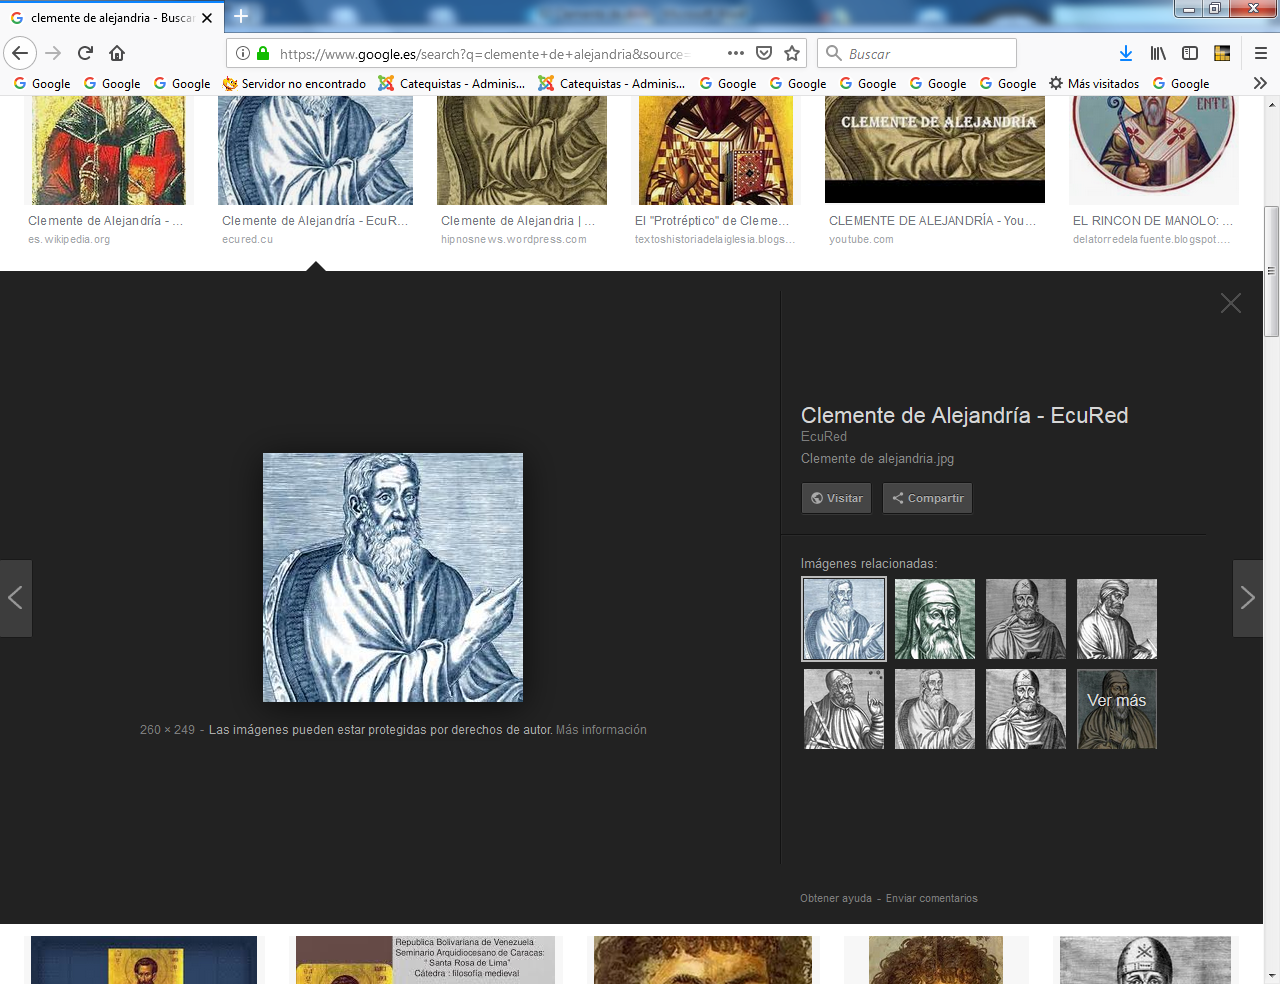 clemente de alejandria - Buscar
https://www.google.es/search?q=clemente+de+alejandria&source=
Buscar
Google
Google
Google
Servidor no encontrado
Catequistas - Adminis...
Catequistas - Adminis...
Google
Google
Google
Google
Google
Más visitados
Google
CLEMENTE DE ALEJANDRÍA
ENTE
Clemente de Alejandría - ...
es.wikipedia.org
Clemente de Alejandría - EcuR...
ecured.cu
Clemente de Alejandria | ...
hipnosnews.wordpress.com
El "Protréptico" de Cleme...
textoshistoriadelaiglesia.blogs...
CLEMENTE DE ALEJANDRÍA - You...
youtube.com
EL RINCON DE MANOLO: ...
delatorredelafuente.blogspot....
Clemente de Alejandría - EcuRed
EcuRed
Clemente de alejandria.jpg
Visitar
Compartir
Imágenes relacionadas:
Ver más
260 × 249 - Las imágenes pueden estar protegidas por derechos de autor. Más información
Obtener ayuda - Enviar comentarios
Republica Bolivariana de Venezuela
Seminario Arquidiocesano de Caracas:
" Santa Rosa de Lima"
Cátedra : filosofía medieval